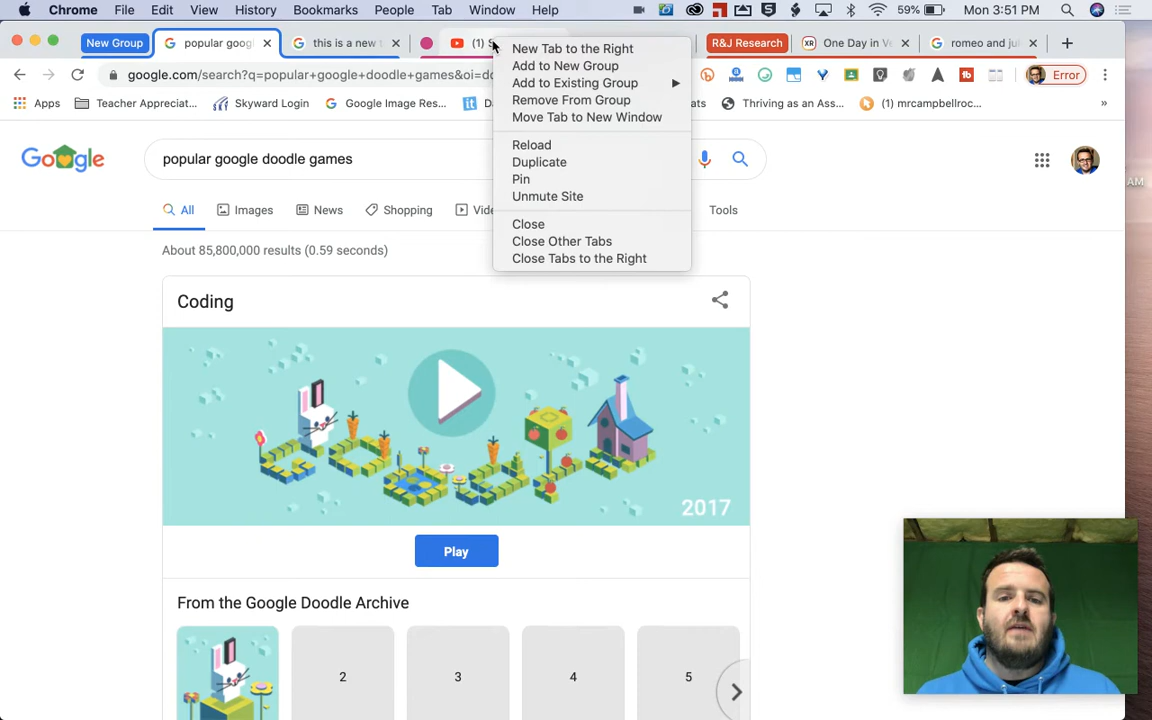 Chrome File Edit View History Bookmarks People Tab Window Help 59% Mon 3:51 PM
New Group popular goog this is a new t (1) S R&J Research One Day in Ve romeo and jul
google.com/search?q=popular+google+doodle+games&oi=do Error
Apps Teacher Appreciat... Skyward Login Google Image Res... ats Thriving as an Ass... (1) mrcampbellroc... »
AM
New Tab to the Right
Add to New Group
Add to Existing Group
Remove From Group
Move Tab to New Window
Reload
Duplicate
Pin
Unmute Site
Close
Close Other Tabs
Close Tabs to the Right
Google popular google doodle games
All Images News Shopping Vide Tools
About 85,800,000 results (0.59 seconds)
Coding
2017
Play
From the Google Doodle Archive
2 3 4 5